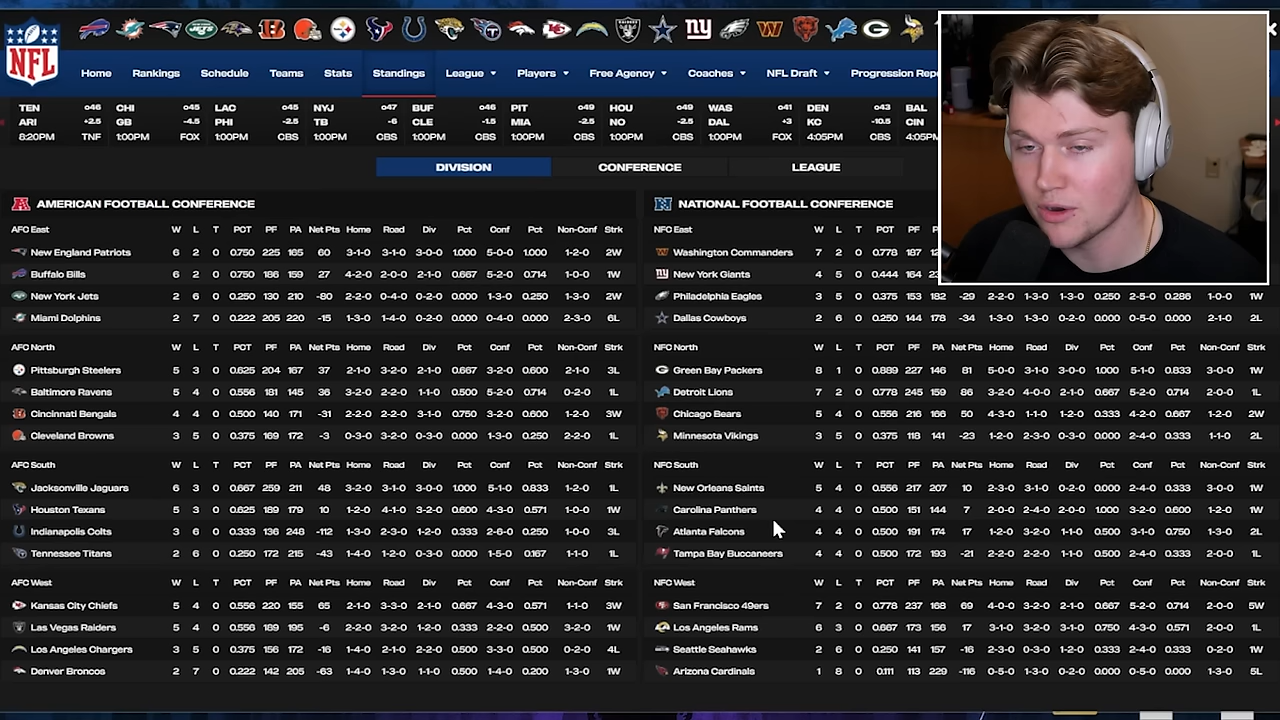 NFL
Home Rankings Schedule Teams Stats Standings League Players Free Agency Coaches NFL Draft Progression Repo
TEN o46 CHI o45 LAC o45 NYJ o47 BUF o46 PIT o49 HOU o49 WAS o41 DEN o43 BAL
ARI +2.5 GB -4.5 PHI -2.5 TB -6 CLE -1.5 MIA -2.5 NO -2.5 DAL +3 KC -10.5 CIN
8:20PM TNF 1:00PM FOX 1:00PM CBS 1:00PM CBS 1:00PM CBS 1:00PM CBS 1:00PM CBS 1:00PM FOX 4:05PM CBS 4:05PM
DIVISION CONFERENCE LEAGUE
AMERICAN FOOTBALL CONFERENCE
AFC East W L T PCT PF PA Net Pts Home Road Div Pct Conf Pct Non-Conf Strk
New England Patriots 6 2 0 0.750 225 165 60 3-1-0 3-1-0 3-0-0 1.000 5-0-0 1.000 1-2-0 2W
Buffalo Bills 6 2 0 0.750 186 159 27 4-2-0 2-0-0 2-1-0 0.667 5-2-0 0.714 1-0-0 1W
New York Jets 2 6 0 0.250 130 210 -80 2-2-0 0-4-0 0-2-0 0.000 1-3-0 0.250 1-3-0 2W
Miami Dolphins 2 7 0 0.222 205 220 -15 1-3-0 1-4-0 0-2-0 0.000 0-4-0 0.000 2-3-0 6L
AFC North W L T PCT PF PA Net Pts Home Road Div Pct Conf Pct Non-Conf Strk
Pittsburgh Steelers 5 3 0 0.625 204 167 37 2-1-0 3-2-0 2-1-0 0.667 3-2-0 0.600 2-1-0 3L
Baltimore Ravens 5 4 0 0.556 181 145 36 3-2-0 2-2-0 1-1-0 0.500 5-2-0 0.714 0-2-0 1L
Cincinnati Bengals 4 4 0 0.500 140 171 -31 2-2-0 2-2-0 3-1-0 0.750 3-2-0 0.600 1-2-0 3W
Cleveland Browns 3 5 0 0.375 169 172 -3 0-3-0 3-2-0 0-3-0 0.000 1-3-0 0.250 2-2-0 1L
AFC South W L T PCT PF PA Net Pts Home Road Div Pct Conf Pct Non-Conf Strk
Jacksonville Jaguars 6 3 0 0.667 259 211 48 3-2-0 3-1-0 3-0-0 1.000 5-1-0 0.833 1-2-0 1L
Houston Texans 5 3 0 0.625 189 179 10 1-2-0 4-1-0 3-2-0 0.600 4-3-0 0.571 1-0-0 1W
Indianapolis Colts 3 6 0 0.333 136 248 -112 1-3-0 2-3-0 1-2-0 0.333 2-6-0 0.250 1-0-0 3L
Tennessee Titans 2 6 0 0.250 172 215 -43 1-4-0 1-2-0 0-3-0 0.000 1-5-0 0.167 1-1-0 1L
AFC West W L T PCT PF PA Net Pts Home Road Div Pct Conf Pct Non-Conf Strk
Kansas City Chiefs 5 4 0 0.556 220 155 65 2-1-0 3-3-0 2-1-0 0.667 4-3-0 0.571 1-1-0 3W
Las Vegas Raiders 5 4 0 0.556 189 195 -6 2-2-0 3-2-0 1-2-0 0.333 2-2-0 0.500 3-2-0 1W
Los Angeles Chargers 3 5 0 0.375 156 172 -16 1-4-0 2-1-0 2-2-0 0.500 3-3-0 0.500 0-2-0 4L
Denver Broncos 2 7 0 0.222 142 205 -63 1-4-0 1-3-0 1-1-0 0.500 1-4-0 0.200 1-3-0 1W
NATIONAL FOOTBALL CONFERENCE
NFC East W L T PCT PF PA
Washington Commanders 7 2 0 0.778 187 12
New York Giants 4 5 0 0.444 164 23
Philadelphia Eagles 3 5 0 0.375 153 182 -29 2-2-0 1-3-0 1-3-0 0.250 2-5-0 0.286 1-0-0 1W
Dallas Cowboys 2 6 0 0.250 144 178 -34 1-3-0 1-3-0 0-2-0 0.000 0-5-0 0.000 2-1-0 2L
NFC North W L T PCT PF PA Net Pts Home Road Div Pct Conf Pct Non-Conf Strk
Green Bay Packers 8 1 0 0.889 227 146 81 5-0-0 3-1-0 3-0-0 1.000 5-1-0 0.833 3-0-0 1W
Detroit Lions 7 2 0 0.778 245 159 86 3-2-0 4-0-0 2-1-0 0.667 5-2-0 0.714 2-0-0 1L
Chicago Bears 5 4 0 0.556 216 166 50 4-3-0 1-1-0 1-2-0 0.333 4-2-0 0.667 1-2-0 2W
Minnesota Vikings 3 5 0 0.375 118 141 -23 1-2-0 2-3-0 0-3-0 0.000 2-4-0 0.333 1-1-0 2L
NFC South W L T PCT PF PA Net Pts Home Road Div Pct Conf Pct Non-Conf Strk
New Orleans Saints 5 4 0 0.556 217 207 10 2-3-0 3-1-0 0-2-0 0.000 2-4-0 0.333 3-0-0 1W
Carolina Panthers 4 4 0 0.500 151 144 7 2-0-0 2-4-0 2-0-0 1.000 3-2-0 0.600 1-2-0 1W
Atlanta Falcons 4 4 0 0.500 191 174 17 1-2-0 3-2-0 1-1-0 0.500 3-1-0 0.750 1-3-0 2L
Tampa Bay Buccaneers 4 4 0 0.500 172 193 -21 2-2-0 2-2-0 1-1-0 0.500 2-4-0 0.333 2-0-0 1L
NFC West W L T PCT PF PA Net Pts Home Road Div Pct Conf Pct Non-Conf Strk
San Francisco 49ers 7 2 0 0.778 237 168 69 4-0-0 3-2-0 2-1-0 0.667 5-2-0 0.714 2-0-0 5W
Los Angeles Rams 6 3 0 0.667 173 156 17 3-1-0 3-2-0 3-1-0 0.750 4-3-0 0.571 2-0-0 1L
Seattle Seahawks 2 6 0 0.250 141 157 -16 2-3-0 0-3-0 1-2-0 0.333 2-4-0 0.333 0-2-0 1W
Arizona Cardinals 1 8 0 0.111 113 229 -116 0-5-0 1-3-0 0-2-0 0.000 0-5-0 0.000 1-3-0 5L